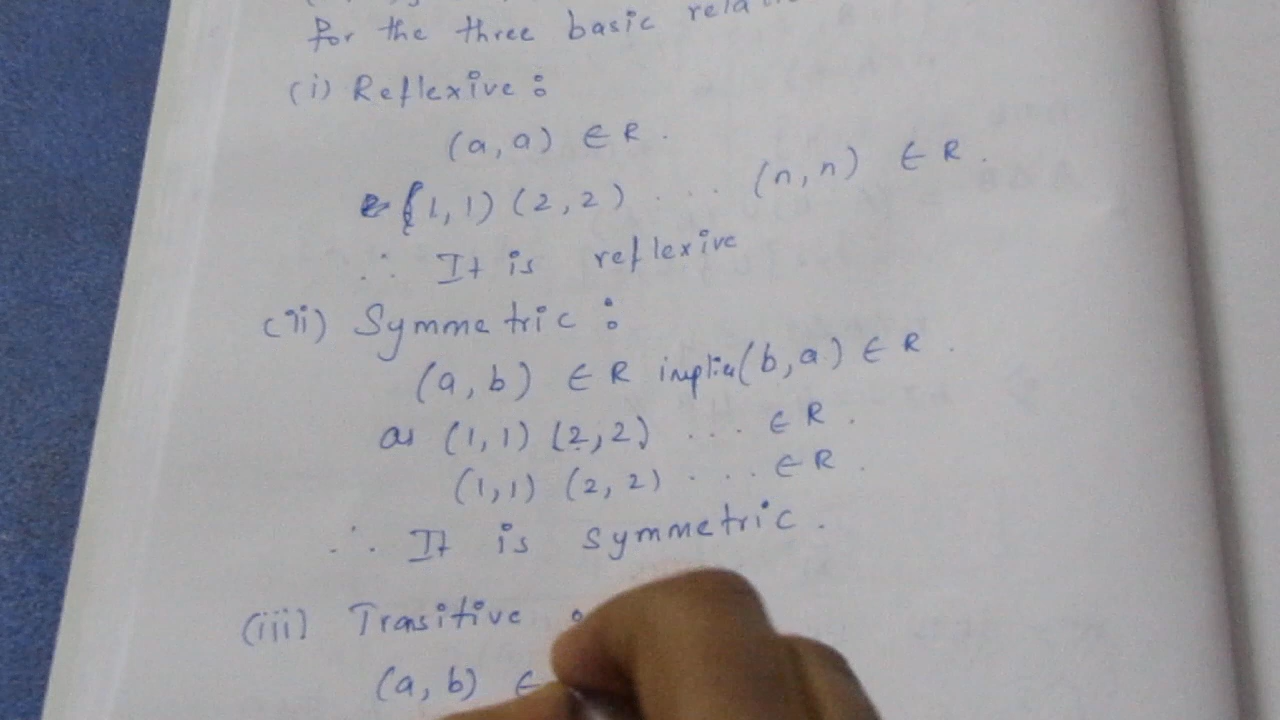 for the three basic
(i) Reflexive :
(a, a) ∈ R .
{1, 1) (2, 2) . . . . (n, n) ∈ R .
∴ It is reflexive
(ii) Symmetric :
(a, b) ∈ R implies (b, a) ∈ R .
as (1, 1) (2, 2) . . . ∈ R .
(1, 1) (2, 2) . . . ∈ R .
∴ It is symmetric .
(iii) Trasitive
(a, b) ∈